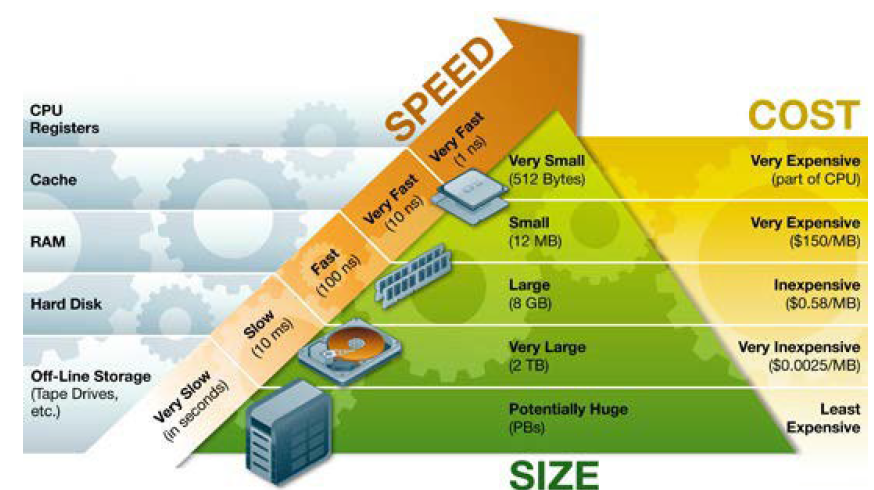 SPEED
COST
CPU
Registers
Very Fast
(1 ns)
Very Small
(512 Bytes)
Very Expensive
(part of CPU)
Cache
Very Fast
(10 ns)
Small
(12 MB)
Very Expensive
($150/MB)
RAM
Fast
(100 ns)
Large
(8 GB)
Inexpensive
($0.58/MB)
Hard Disk
Slow
(10 ms)
Very Large
(2 TB)
Very Inexpensive
($0.0025/MB)
Off-Line Storage
(Tape Drives,
etc.)
Very Slow
(in seconds)
Potentially Huge
(PBs)
Least
Expensive
SIZE